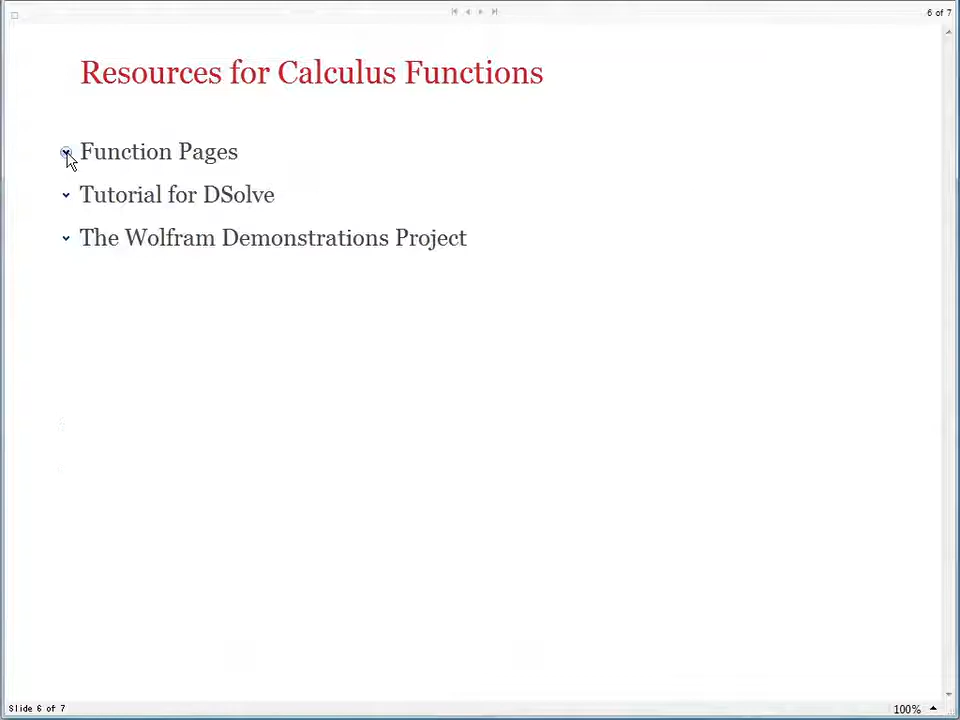 6 of 7
Resources for Calculus Functions
Function Pages
Tutorial for DSolve
The Wolfram Demonstrations Project
Slide 6 of 7
100%